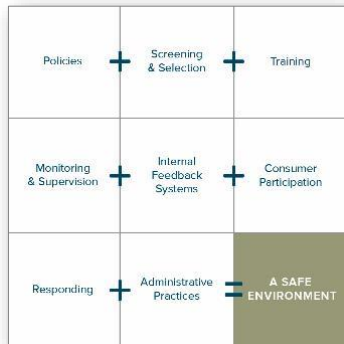 Policies + Screening + Training
& Selection
Monitoring + Internal + Consumer
& Supervision Feedback Participation
Systems
Responding + Administrative = A SAFE
Practices ENVIRONMENT